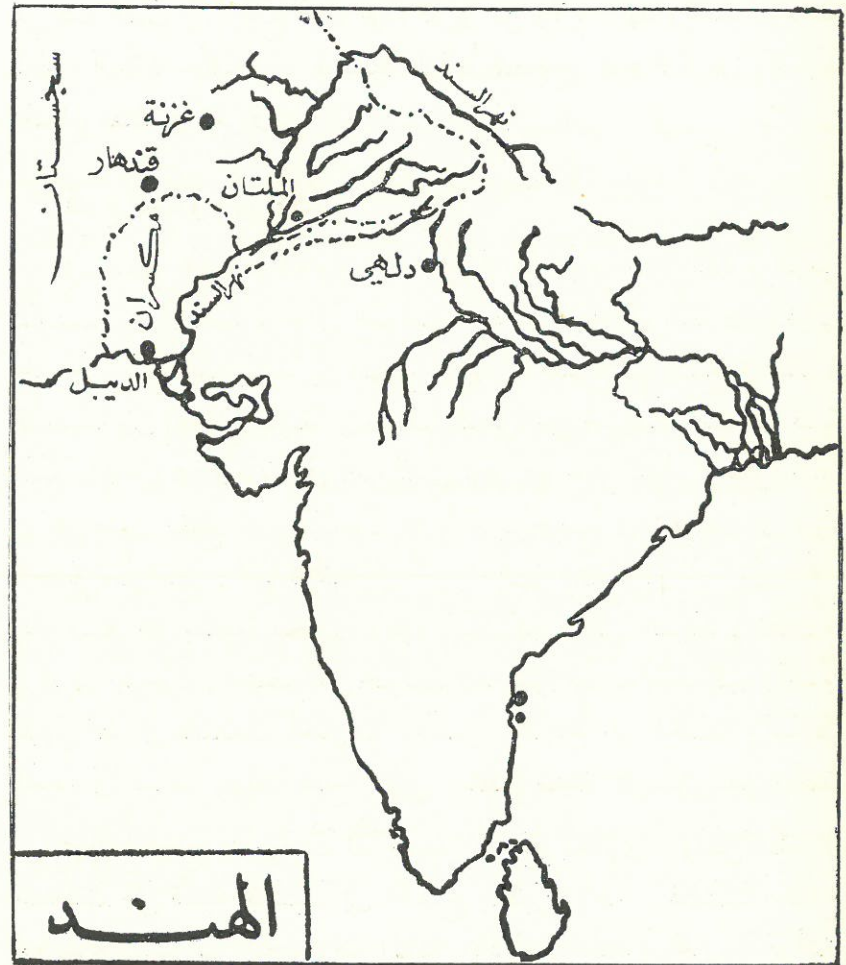 نهر السند
سجستان
غزنة
قندهار
الملتان
مكران
دلهي
نهر السند
الديبل
الهند